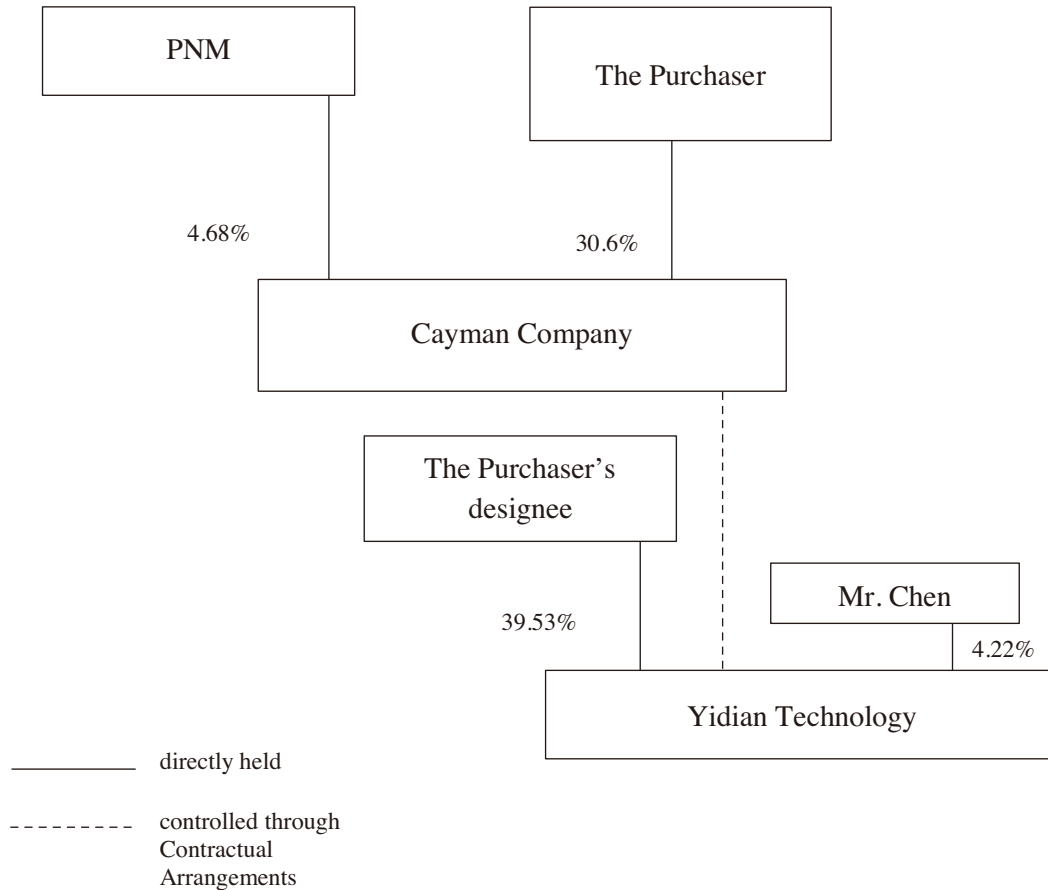 PNM
The Purchaser
4.68%
30.6%
Cayman Company
The Purchaser’s
designee
Mr. Chen
39.53%
4.22%
Yidian Technology
directly held
controlled through
Contractual
Arrangements